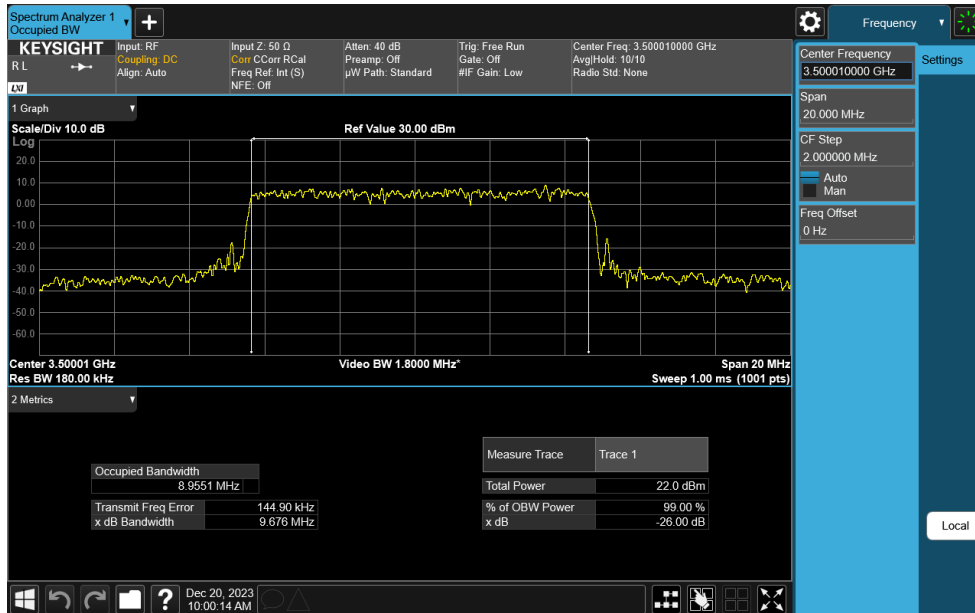 Spectrum Analyzer 1
Occupied BW
Frequency
KEYSIGHT
R L
LXI
Input: RF
Coupling: DC
Align: Auto
Input Z: 50 Ω
Corr CCorr RCal
Freq Ref: Int (S)
NFE: Off
Atten: 40 dB
Preamp: Off
µW Path: Standard
Trig: Free Run
Gate: Off
#IF Gain: Low
Center Freq: 3.500010000 GHz
Avg|Hold: 10/10
Radio Std: None
Center Frequency
3.500010000 GHz
Settings
Span
20.000 MHz
CF Step
2.000000 MHz
Auto
Man
Freq Offset
0 Hz
1 Graph
Scale/Div 10.0 dB
Ref Value 30.00 dBm
Log
20.0
10.0
0.00
-10.0
-20.0
-30.0
-40.0
-50.0
-60.0
Center 3.50001 GHz
Video BW 1.8000 MHz*
Span 20 MHz
Res BW 180.00 kHz
Sweep 1.00 ms (1001 pts)
2 Metrics
Measure Trace
Trace 1
Occupied Bandwidth
8.9551 MHz
Total Power
22.0 dBm
Transmit Freq Error
144.90 kHz
% of OBW Power
99.00 %
x dB Bandwidth
9.676 MHz
x dB
-26.00 dB
Local
?
Dec 20, 2023
10:00:14 AM